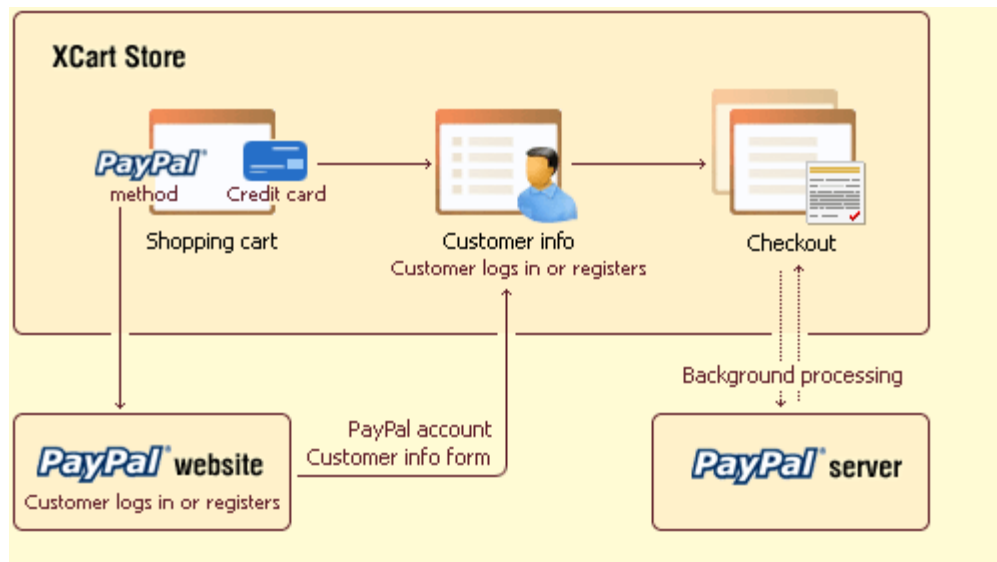 XCart Store
PayPal
method
Credit card
Shopping cart
Customer info
Customer logs in or registers
Checkout
Background processing
PayPal account
Customer info form
PayPal website
Customer logs in or registers
PayPal server